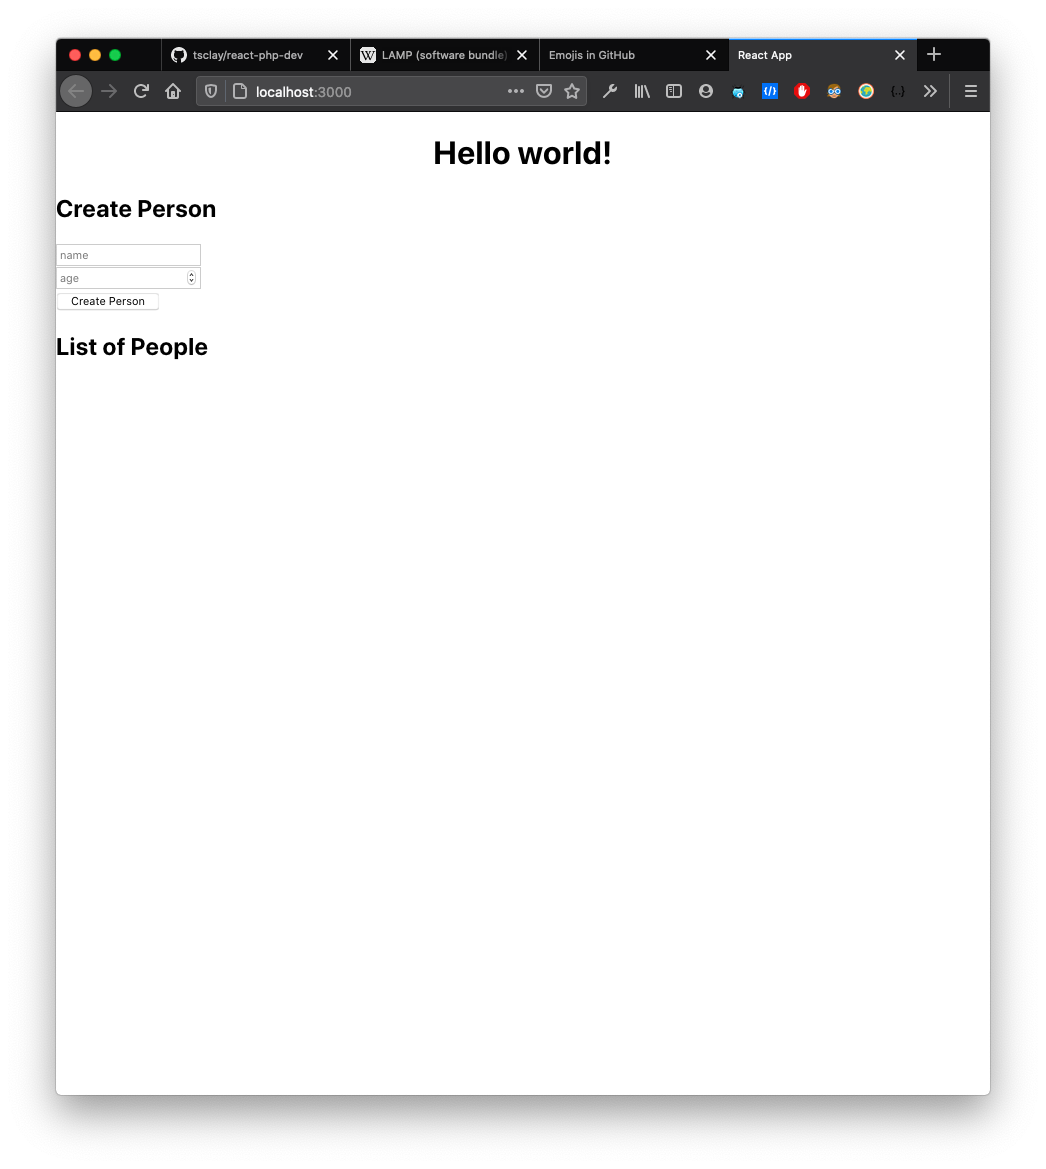 tsclay/react-php-dev
LAMP (software bundle)
Emojis in GitHub
React App
localhost:3000
Hello world!
Create Person
name
age
Create Person
List of People